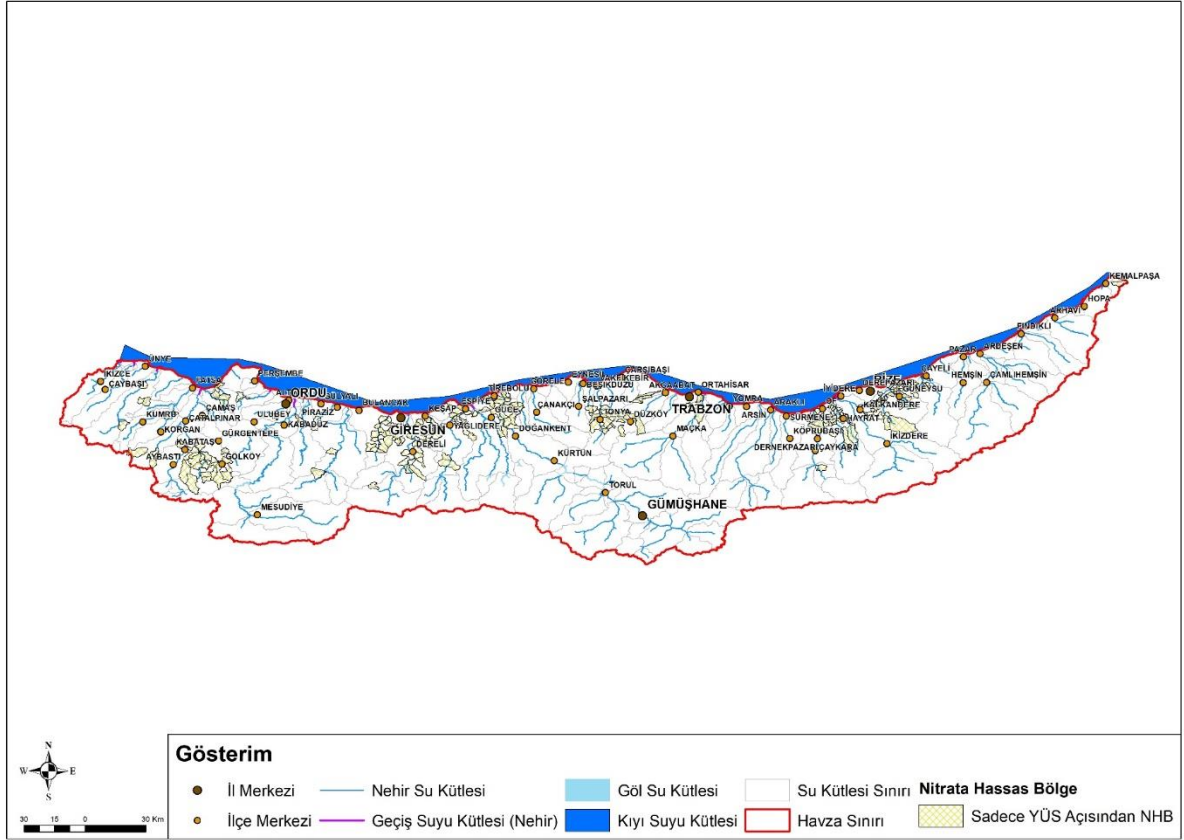 KEMALPAŞA
HOPA
ARHAVİ
FINDIKLI
ARDEŞEN
PAZAR
ÇAYELİ
HEMŞİN
ÇAMLIHEMŞİN
ÜNYE
İKİZCE
ÇAYBAŞI
FATSA
PERŞEMBE
ORDU
GÜLYALI
PİRAZİZ
BULANCAK
KUMRU
ÇAMAŞ
ÇATALPINAR
ULUBEY
KABADÜZ
KORGAN
KABATAŞ
GÜRGENTEPE
AYBASTI
GÖLKÖY
MESUDİYE
GİRESUN
KEŞAP
ESPİYE
TİREBOLU
GÖRELE
EYNESİL
ÇARŞIBAŞI
BEŞİKDÜZÜ
YAĞLIDERE
GÜCE
DERELİ
ÇANAKÇI
ŞALPAZARI
TONYA
DÜZKÖY
DOĞANKENT
KÜRTÜN
TORUL
GÜMÜŞHANE
AKÇAABAT
ORTAHİSAR
TRABZON
MAÇKA
YOMRA
ARSİN
ARAKLI
SÜRMENE
KÖPRÜBAŞI
DERNEKPAZARI
ÇAYKARA
HAYRAT
İYİDERE
DEREPAZARI
RİZE
KALKANDERE
GÜNEYSU
İKİZDERE
N
W
E
S
30 15 0 30 Km
Gösterim
İl Merkezi
Nehir Su Kütlesi
Göl Su Kütlesi
Su Kütlesi Sınırı
Nitrata Hassas Bölge
İlçe Merkezi
Geçiş Suyu Kütlesi (Nehir)
Kıyı Suyu Kütlesi
Havza Sınırı
Sadece YÜS Açısından NHB